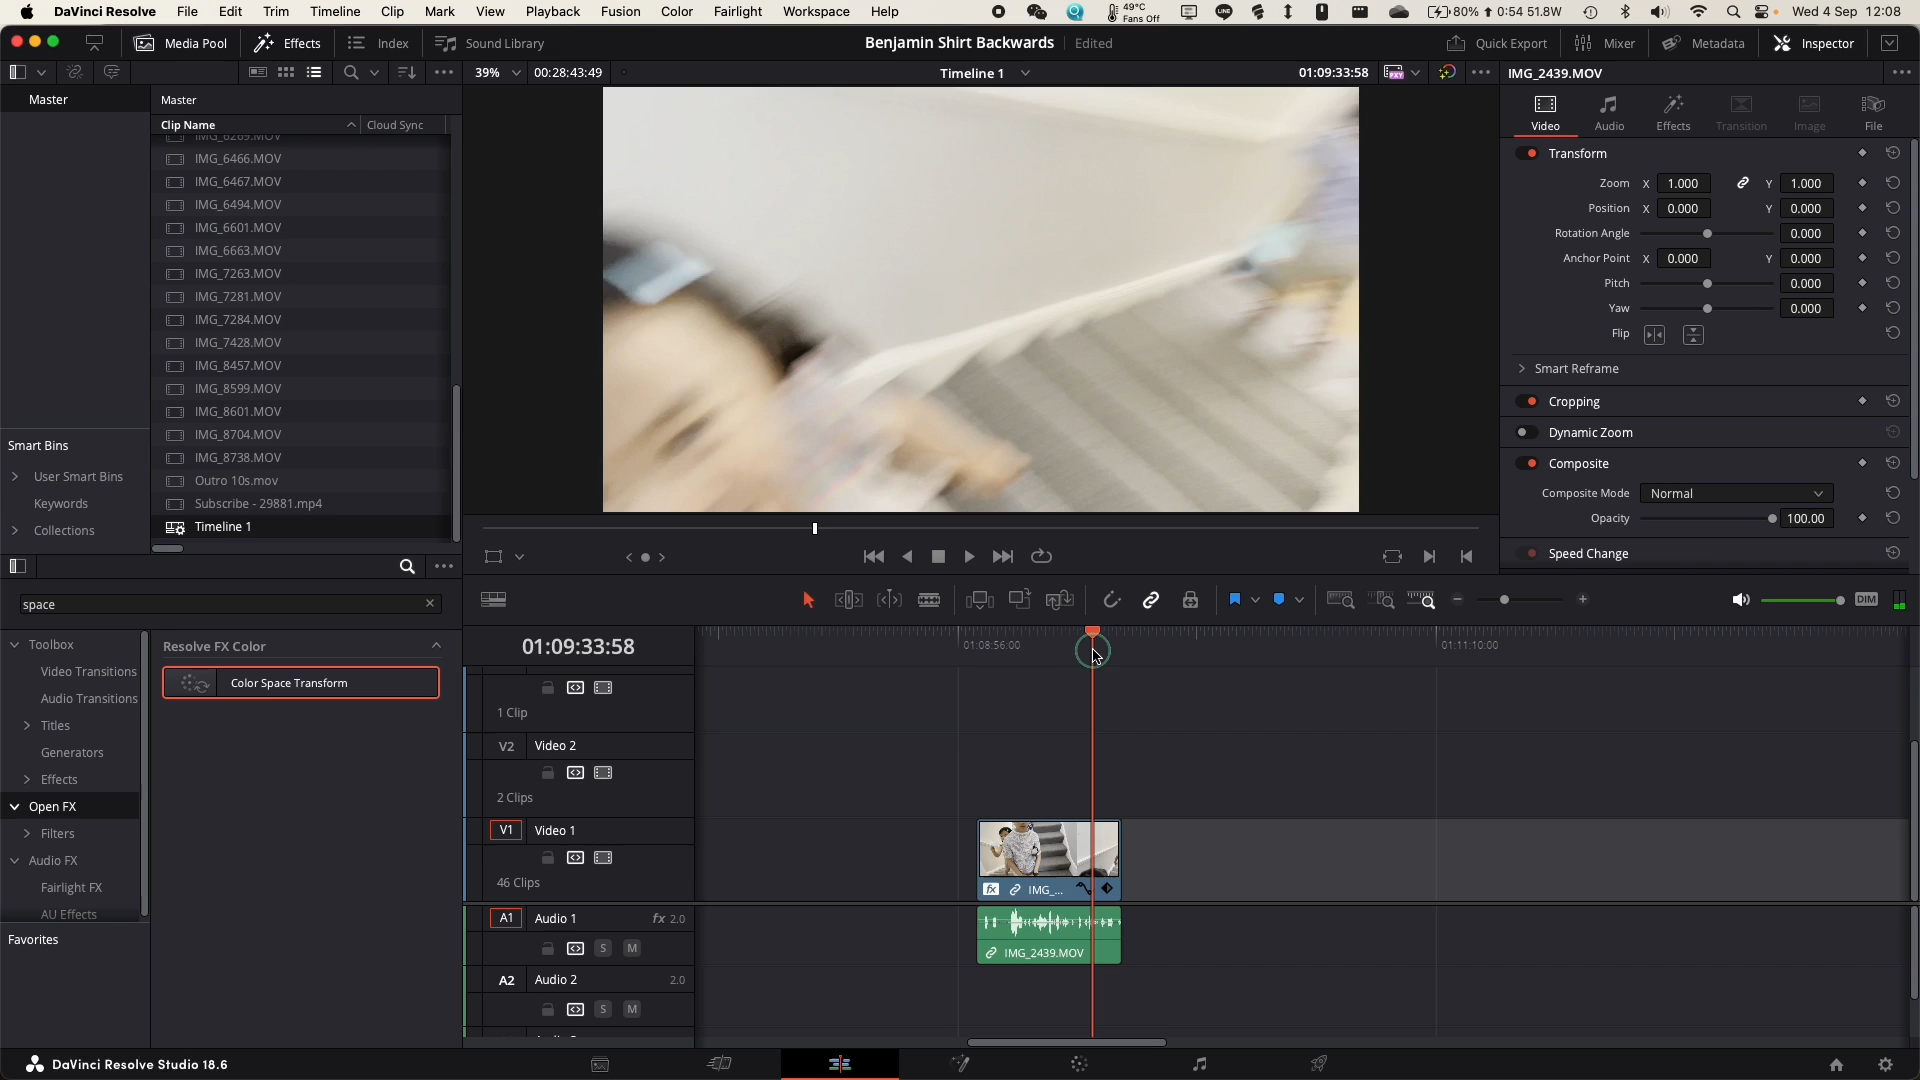 DaVinci Resolve File Edit Trim Timeline Clip Mark View Playback Fusion Color Fairlight Workspace Help 49°C Fans Off 80% 0:54 51.8W Wed 4 Sep 12:08
Media Pool Effects Index Sound Library Benjamin Shirt Backwards Edited Quick Export Mixer Metadata Inspector
39% 00:28:43:49 Timeline 1 01:09:33:58 IMG_2439.MOV
Master Master
Clip Name Cloud Sync
IMG_6269.MOV
IMG_6466.MOV
IMG_6467.MOV
IMG_6494.MOV
IMG_6601.MOV
IMG_6663.MOV
IMG_7263.MOV
IMG_7281.MOV
IMG_7284.MOV
IMG_7428.MOV
IMG_8457.MOV
IMG_8599.MOV
IMG_8601.MOV
IMG_8704.MOV
IMG_8738.MOV
Outro 10s.mov
Subscribe - 29881.mp4
Timeline 1
Smart Bins
User Smart Bins
Keywords
Collections
Video Audio Effects Transition Image File
Transform
Zoom X 1.000 Y 1.000
Position X 0.000 Y 0.000
Rotation Angle 0.000
Anchor Point X 0.000 Y 0.000
Pitch 0.000
Yaw 0.000
Flip
Smart Reframe
Cropping
Dynamic Zoom
Composite
Composite Mode Normal
Opacity 100.00
Speed Change
space
Toolbox
Video Transitions
Audio Transitions
Titles
Generators
Effects
Open FX
Filters
Audio FX
Fairlight FX
AU Effects
Favorites
Resolve FX Color
Color Space Transform
DIM
01:09:33:58 01:08:56:00 01:11:10:00
1 Clip
V2 Video 2
2 Clips
V1 Video 1
46 Clips
fx IMG_...
A1 Audio 1 fx 2.0
S M
IMG_2439.MOV
A2 Audio 2 2.0
S M
DaVinci Resolve Studio 18.6